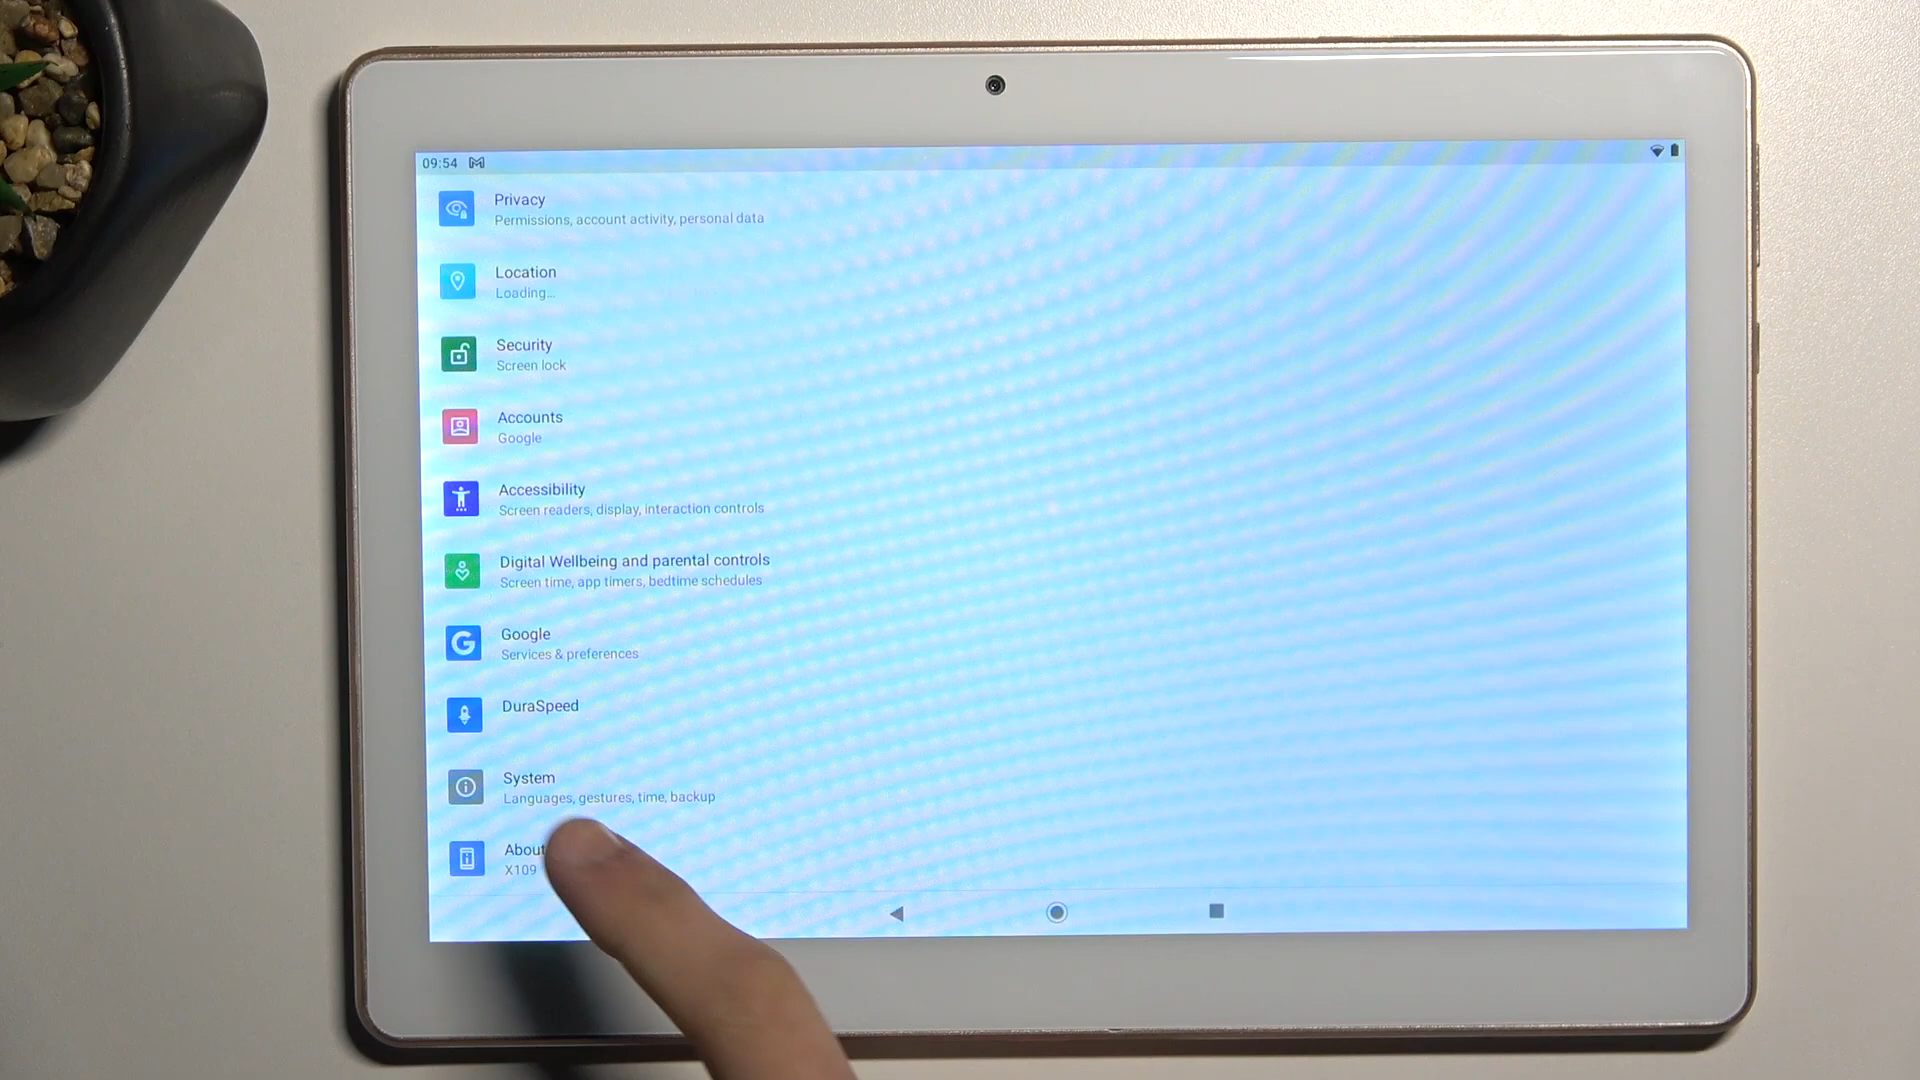 09:54
Privacy
Permissions, account activity, personal data
Location
Loading...
Security
Screen lock
Accounts
Google
Accessibility
Screen readers, display, interaction controls
Digital Wellbeing and parental controls
Screen time, app timers, bedtime schedules
Google
Services & preferences
DuraSpeed
System
Languages, gestures, time, backup
About
X109